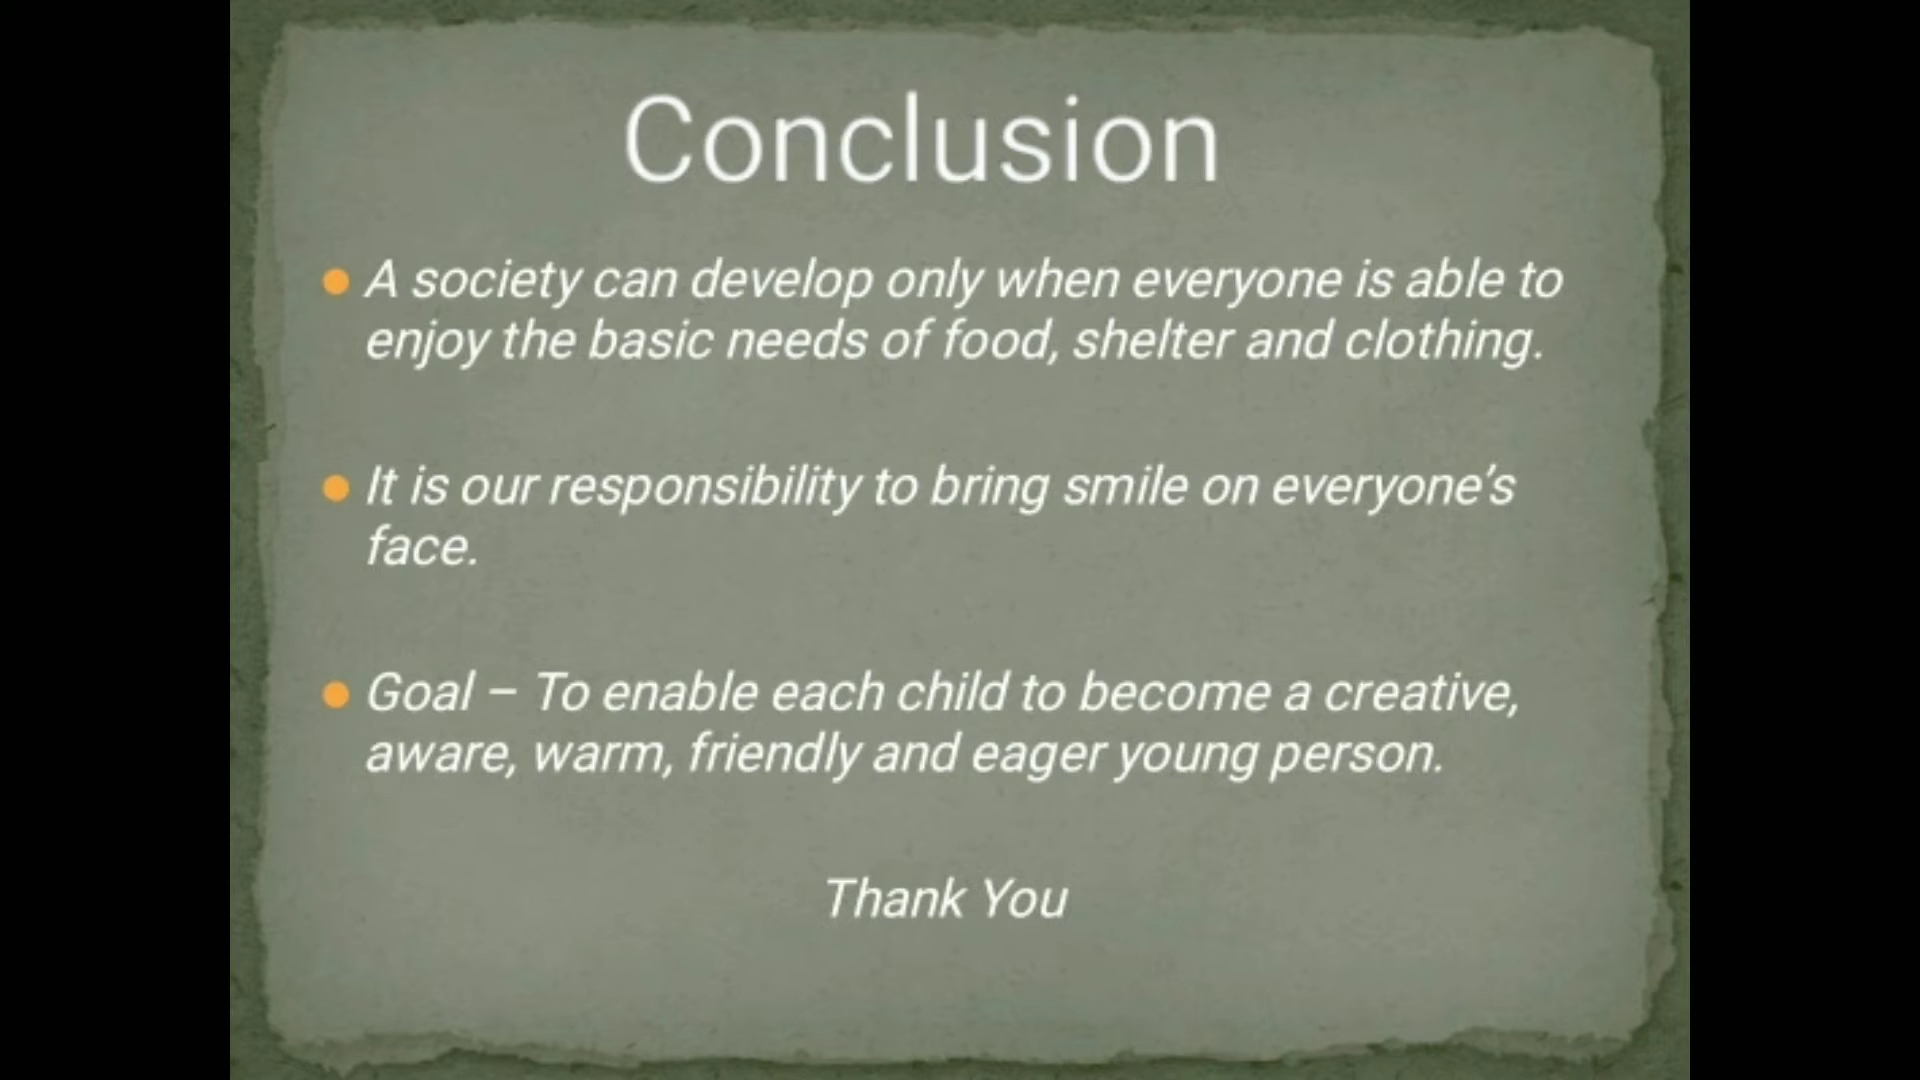 Conclusion
A society can develop only when everyone is able to
enjoy the basic needs of food, shelter and clothing.
It is our responsibility to bring smile on everyone’s
face.
Goal – To enable each child to become a creative,
aware, warm, friendly and eager young person.
Thank You